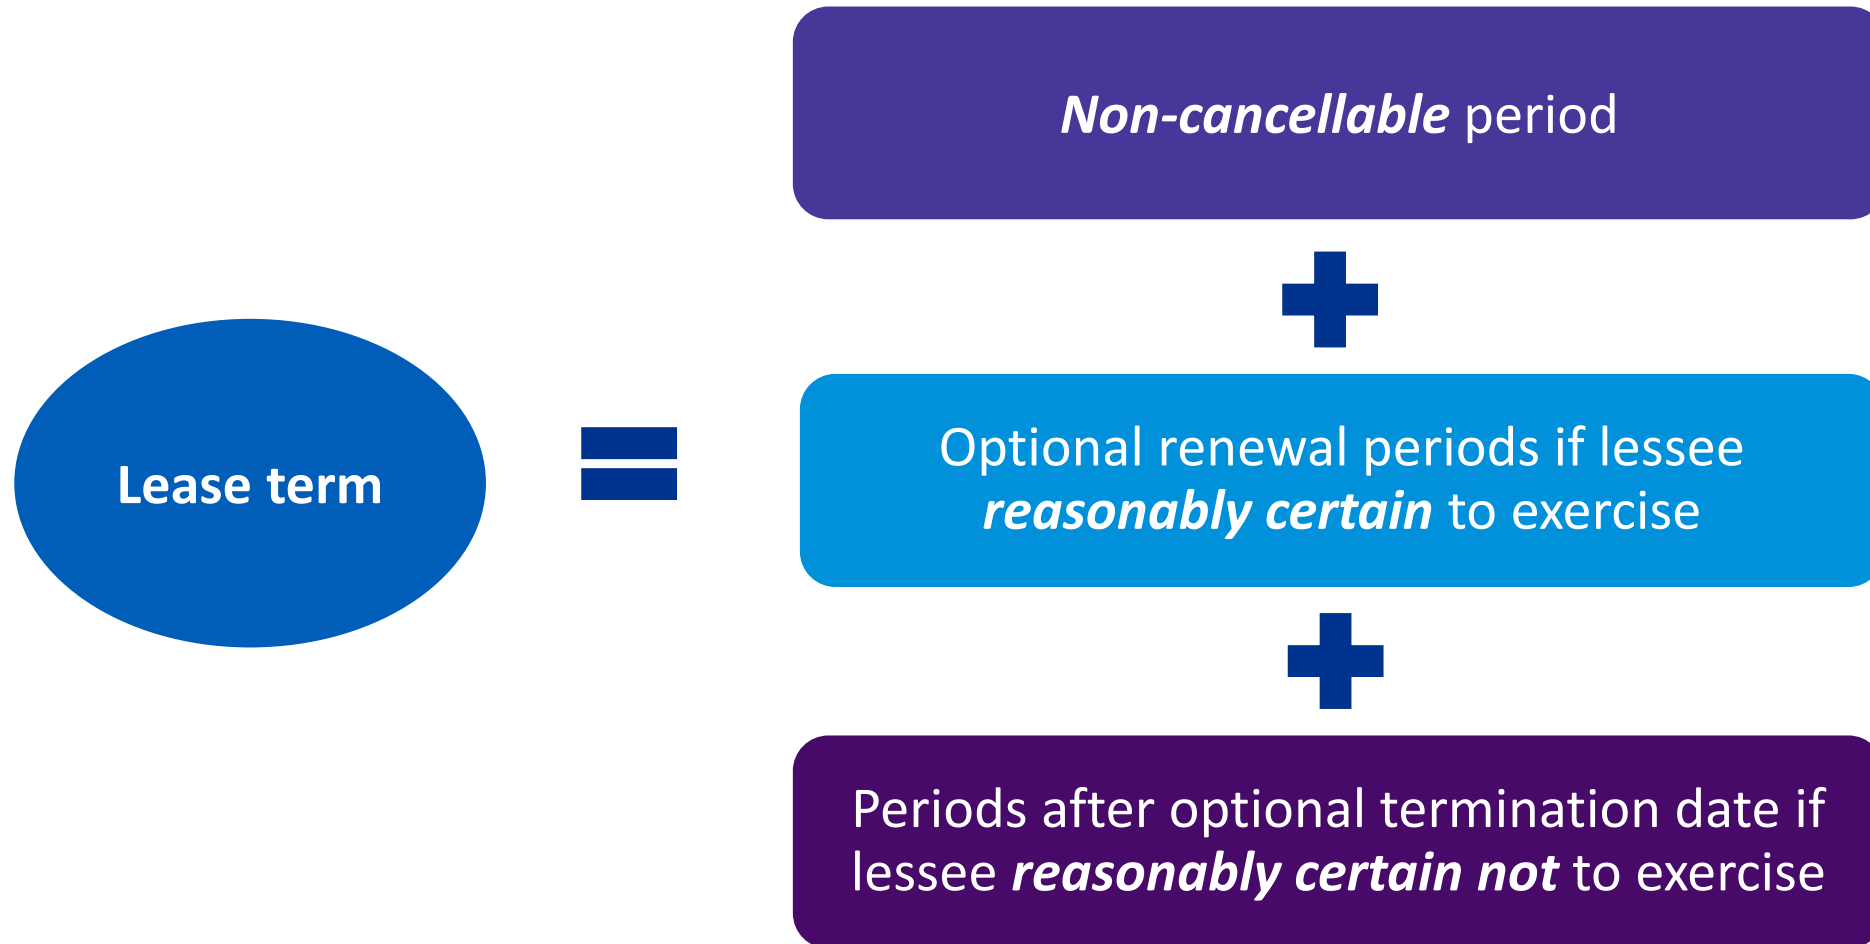 Non-cancellable period
Lease term
Optional renewal periods if lessee
reasonably certain to exercise
Periods after optional termination date if
lessee reasonably certain not to exercise